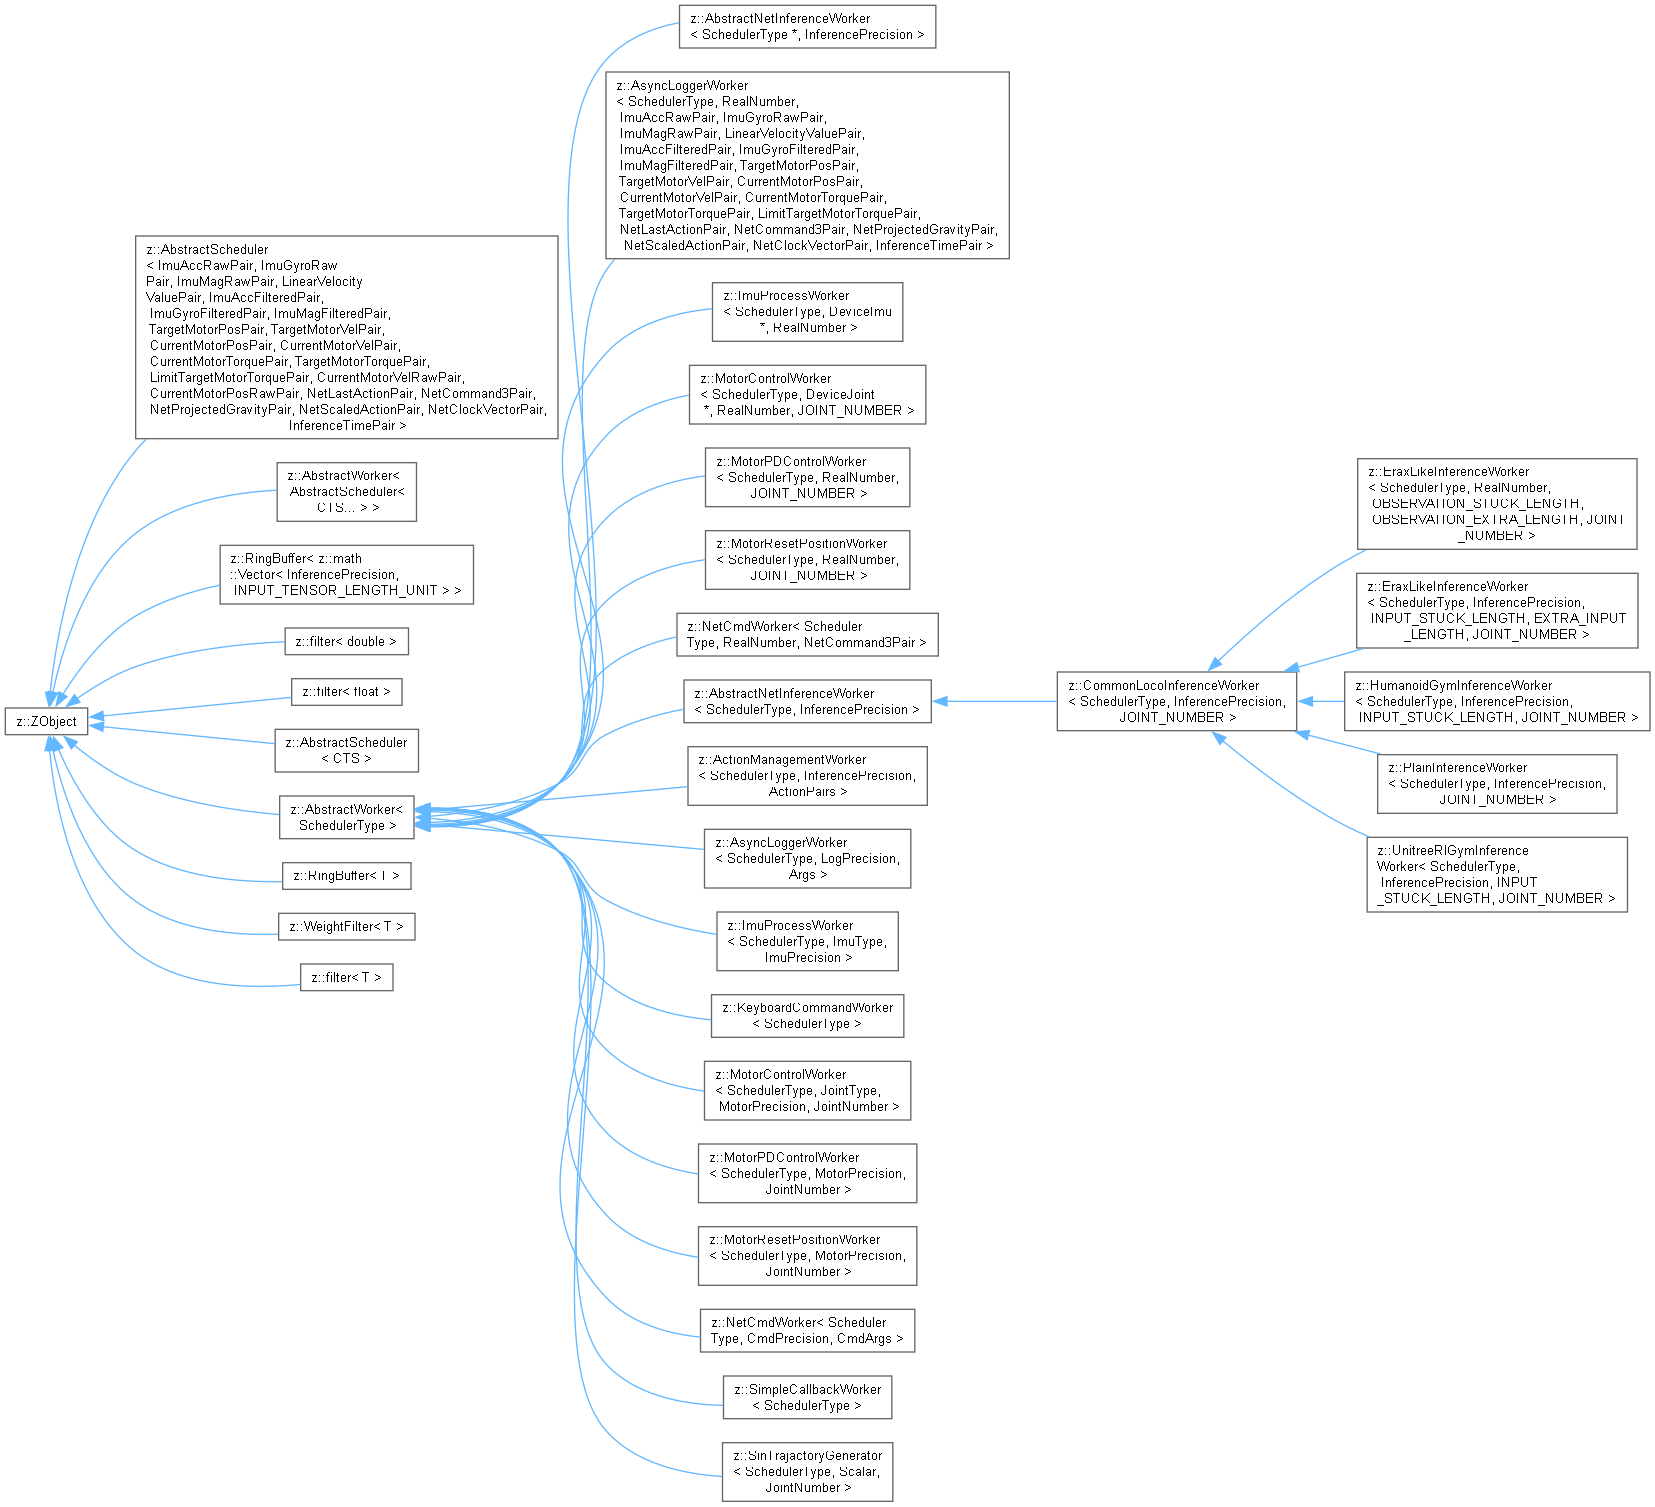 z::ZObject
z::AbstractScheduler
< ImuAccRawPair, ImuGyroRaw
Pair, ImuMagRawPair, LinearVelocity
ValuePair, ImuAccFilteredPair,
ImuGyroFilteredPair, ImuMagFilteredPair,
TargetMotorPosPair, TargetMotorVelPair,
CurrentMotorPosPair, CurrentMotorVelPair,
CurrentMotorTorquePair, TargetMotorTorquePair,
LimitTargetMotorTorquePair, CurrentMotorVelRawPair,
CurrentMotorPosRawPair, NetLastActionPair, NetCommand3Pair,
NetProjectedGravityPair, NetScaledActionPair, NetClockVectorPair,
InferenceTimePair >
z::AbstractWorker<
AbstractScheduler<
CTS... > >
z::RingBuffer< z::math
::Vector< InferencePrecision,
INPUT_TENSOR_LENGTH_UNIT > >
z::filter< double >
z::filter< float >
z::AbstractScheduler
< CTS >
z::AbstractWorker<
SchedulerType >
z::RingBuffer< T >
z::WeightFilter< T >
z::filter< T >
z::AbstractNetInferenceWorker
< SchedulerType *, InferencePrecision >
z::AsyncLoggerWorker
< SchedulerType, RealNumber,
ImuAccRawPair, ImuGyroRawPair,
ImuMagRawPair, LinearVelocityValuePair,
ImuAccFilteredPair, ImuGyroFilteredPair,
ImuMagFilteredPair, TargetMotorPosPair,
TargetMotorVelPair, CurrentMotorPosPair,
CurrentMotorVelPair, CurrentMotorTorquePair,
TargetMotorTorquePair, LimitTargetMotorTorquePair,
NetLastActionPair, NetCommand3Pair, NetProjectedGravityPair,
NetScaledActionPair, NetClockVectorPair, InferenceTimePair >
z::ImuProcessWorker
< SchedulerType, DeviceImu
*, RealNumber >
z::MotorControlWorker
< SchedulerType, DeviceJoint
*, RealNumber, JOINT_NUMBER >
z::MotorPDControlWorker
< SchedulerType, RealNumber,
JOINT_NUMBER >
z::MotorResetPositionWorker
< SchedulerType, RealNumber,
JOINT_NUMBER >
z::NetCmdWorker< Scheduler
Type, RealNumber, NetCommand3Pair >
z::AbstractNetInferenceWorker
< SchedulerType, InferencePrecision >
z::ActionManagementWorker
< SchedulerType, InferencePrecision,
ActionPairs >
z::AsyncLoggerWorker
< SchedulerType, LogPrecision,
Args >
z::ImuProcessWorker
< SchedulerType, ImuType,
ImuPrecision >
z::KeyboardCommandWorker
< SchedulerType >
z::MotorControlWorker
< SchedulerType, JointType,
MotorPrecision, JointNumber >
z::MotorPDControlWorker
< SchedulerType, MotorPrecision,
JointNumber >
z::MotorResetPositionWorker
< SchedulerType, MotorPrecision,
JointNumber >
z::NetCmdWorker< Scheduler
Type, CmdPrecision, CmdArgs >
z::SimpleCallbackWorker
< SchedulerType >
z::SinTrajactoryGenerator
< SchedulerType, Scalar,
JointNumber >
z::CommonLocoInferenceWorker
< SchedulerType, InferencePrecision,
JOINT_NUMBER >
z::EraxLikeInferenceWorker
< SchedulerType, RealNumber,
OBSERVATION_STUCK_LENGTH,
OBSERVATION_EXTRA_LENGTH, JOINT
_NUMBER >
z::EraxLikeInferenceWorker
< SchedulerType, InferencePrecision,
INPUT_STUCK_LENGTH, EXTRA_INPUT
_LENGTH, JOINT_NUMBER >
z::HumanoidGymInferenceWorker
< SchedulerType, InferencePrecision,
INPUT_STUCK_LENGTH, JOINT_NUMBER >
z::PlainInferenceWorker
< SchedulerType, InferencePrecision,
JOINT_NUMBER >
z::UnitreeRlGymInference
Worker< SchedulerType,
InferencePrecision, INPUT
_STUCK_LENGTH, JOINT_NUMBER >